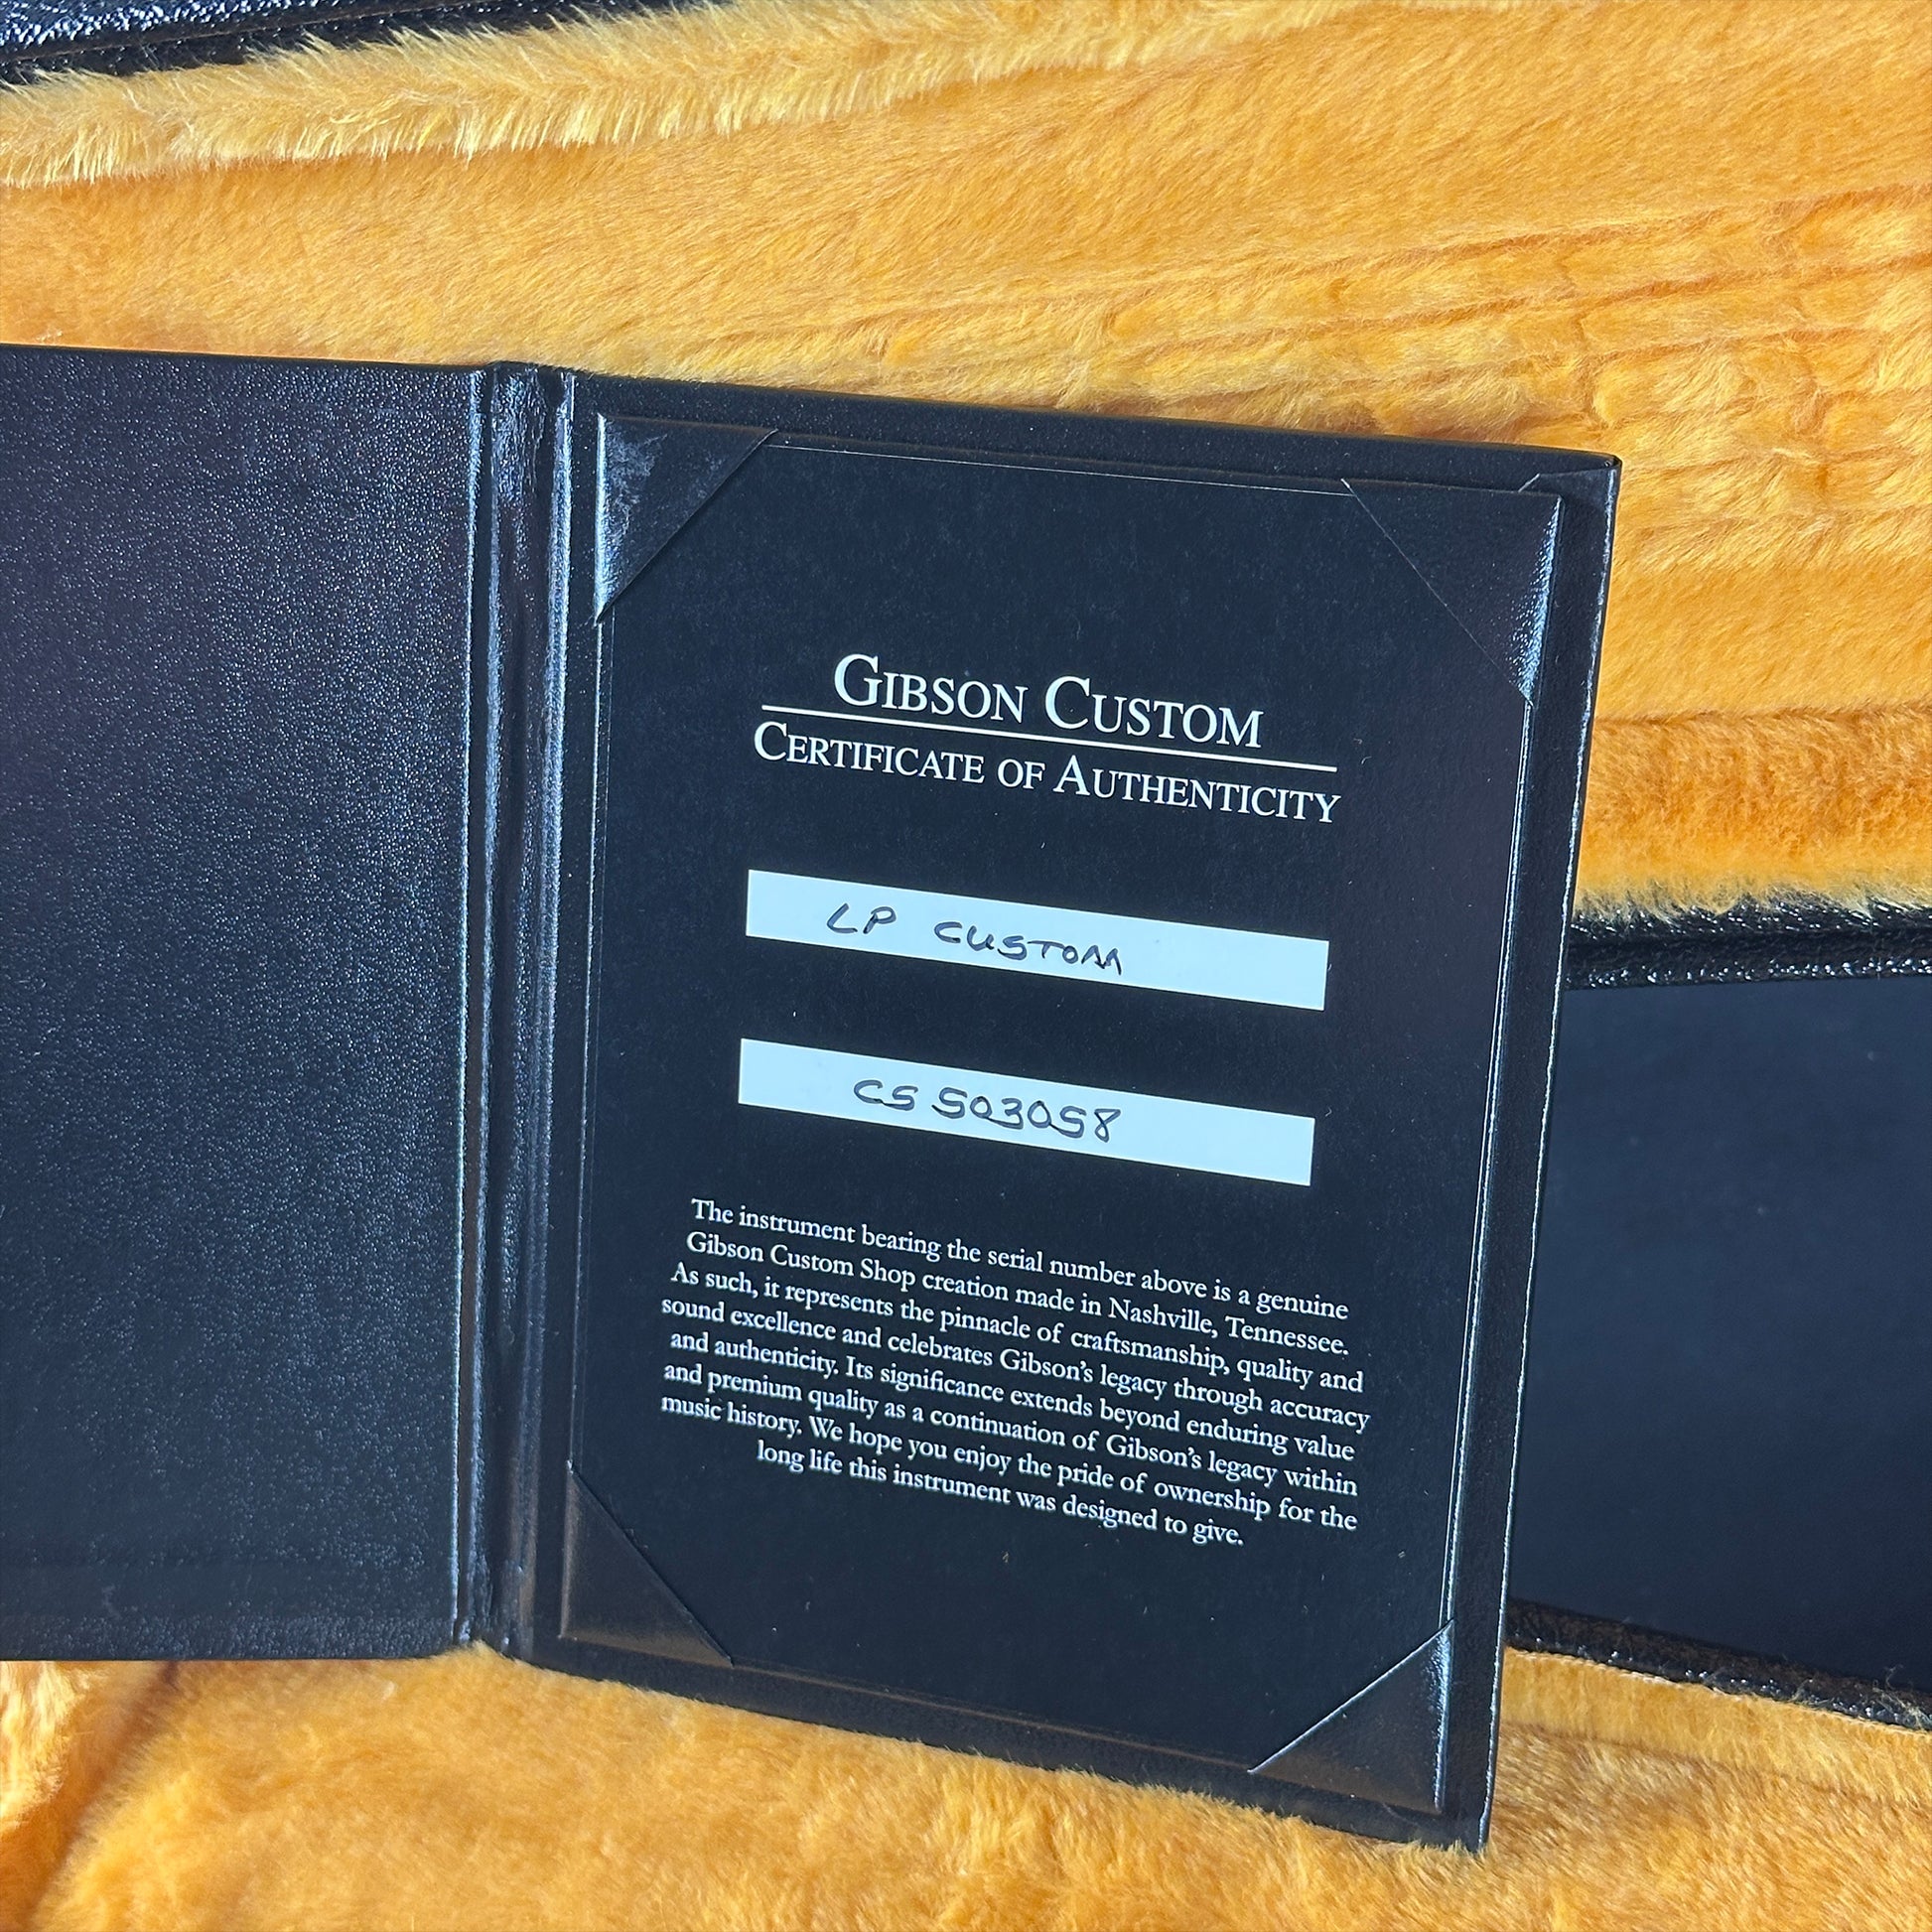 GIBSON CUSTOM
CERTIFICATE OF AUTHENTICITY
LP CUSTOM
CS 503058
The instrument bearing the serial number above is a genuine
Gibson Custom Shop creation made in Nashville, Tennessee.
As such, it represents the pinnacle of craftsmanship, quality and
sound excellence and celebrates Gibson's legacy through accuracy
and authenticity. Its significance extends beyond enduring value
and premium quality as a continuation of Gibson's legacy within
music history. We hope you enjoy the pride of ownership for the
long life this instrument was designed to give.